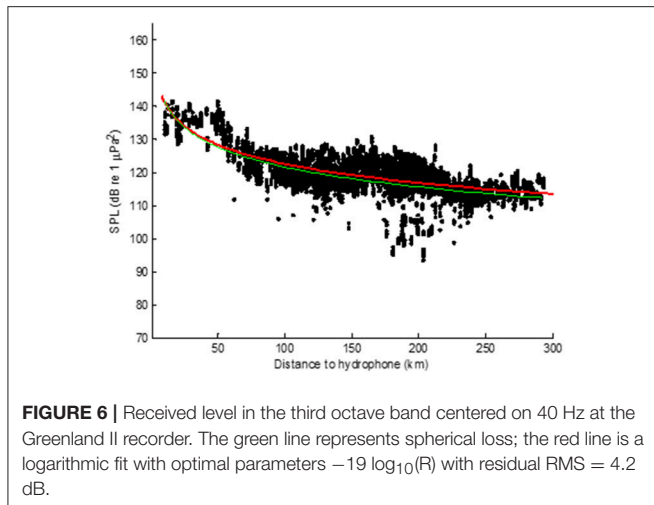 160
150
140
130
120
110
100
90
80
70
SPL (dB re 1 µPa²)
50
100
150
200
250
300
Distance to hydrophone (km)
FIGURE 6 | Received level in the third octave band centered on 40 Hz at the
Greenland II recorder. The green line represents spherical loss; the red line is a
logarithmic fit with optimal parameters −19 log₁₀(R) with residual RMS = 4.2
dB.